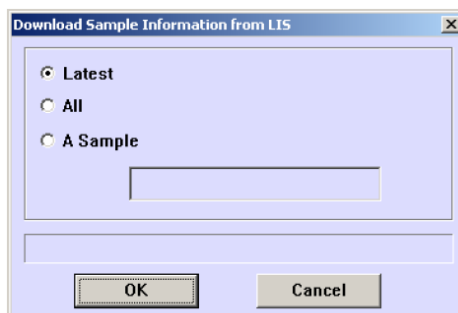 Download Sample Information from LIS
Latest
All
A Sample
OK
Cancel